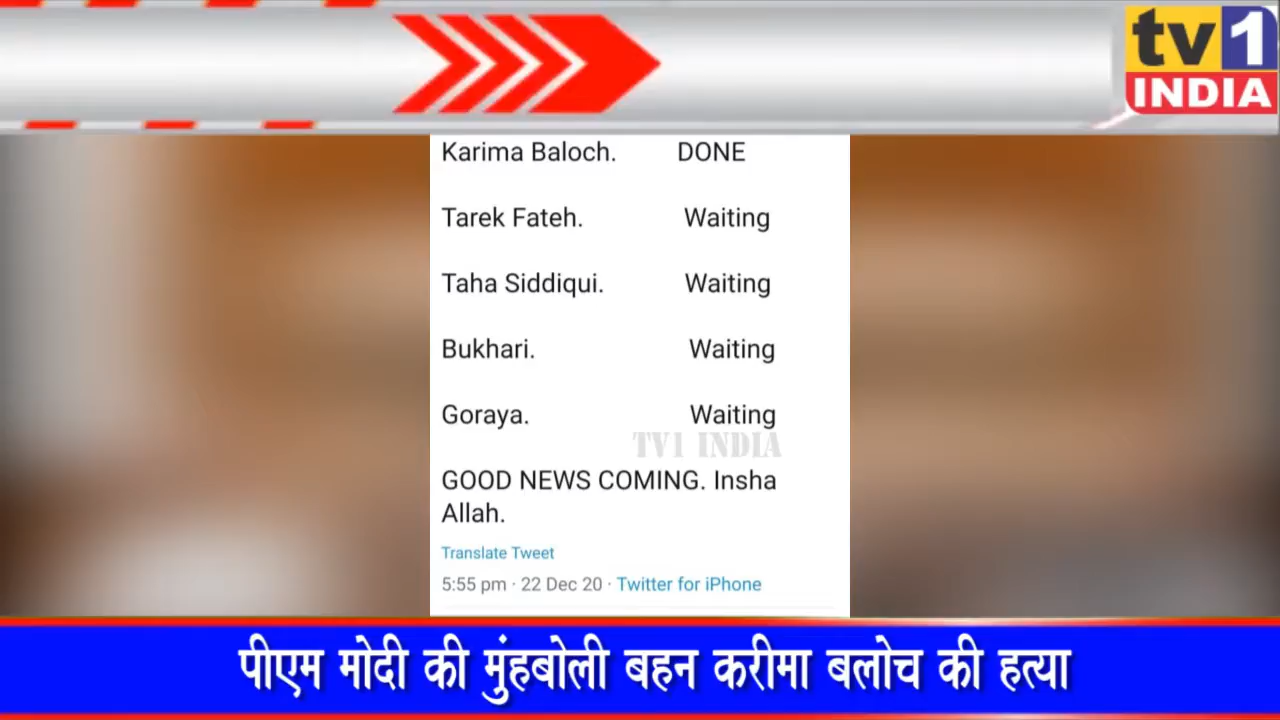 tv1
INDIA
Karima Baloch. DONE
Tarek Fateh. Waiting
Taha Siddiqui. Waiting
Bukhari. Waiting
Goraya. Waiting
TV1 INDIA
GOOD NEWS COMING. Insha
Allah.
Translate Tweet
5:55 pm · 22 Dec 20 · Twitter for iPhone
पीएम मोदी की मुंहबोली बहन करीमा बलोच की हत्या